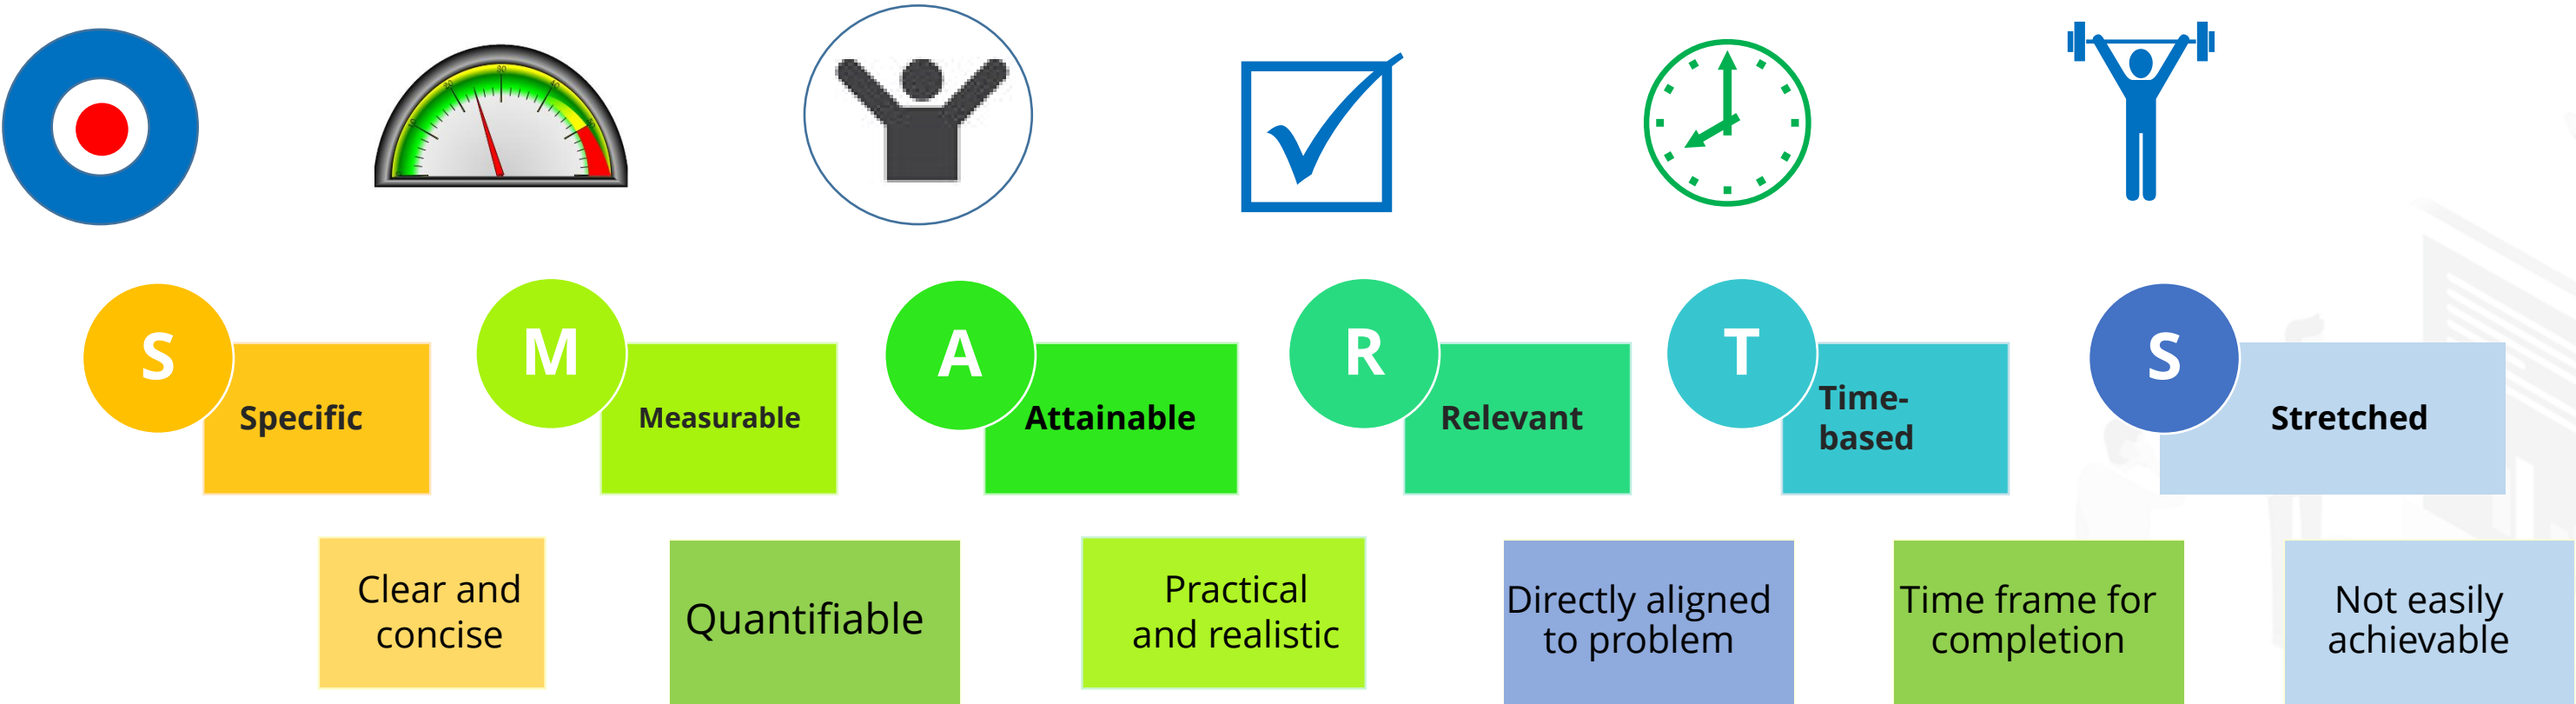 S
Specific
M
Measurable
A
Attainable
R
Relevant
T
Time-
based
S
Stretched
Clear and
concise
Quantifiable
Practical
and realistic
Directly aligned
to problem
Time frame for
completion
Not easily
achievable